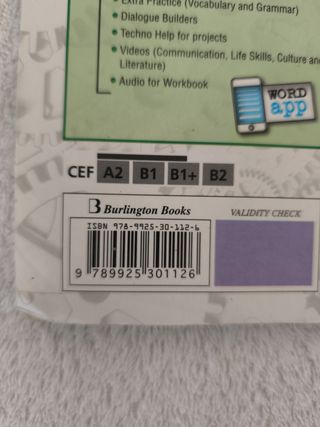 Extra Practice (Vocabulary and Grammar)
• Dialogue Builders
• Techno Help for projects
• Videos (Communication, Life Skills, Culture and
Literature)
• Audio for Workbook
WORD
app
CEF A2 B1 B1+ B2
B Burlington Books
VALIDITY CHECK
ISBN 978-9925-30-112-6
9 789925 301126